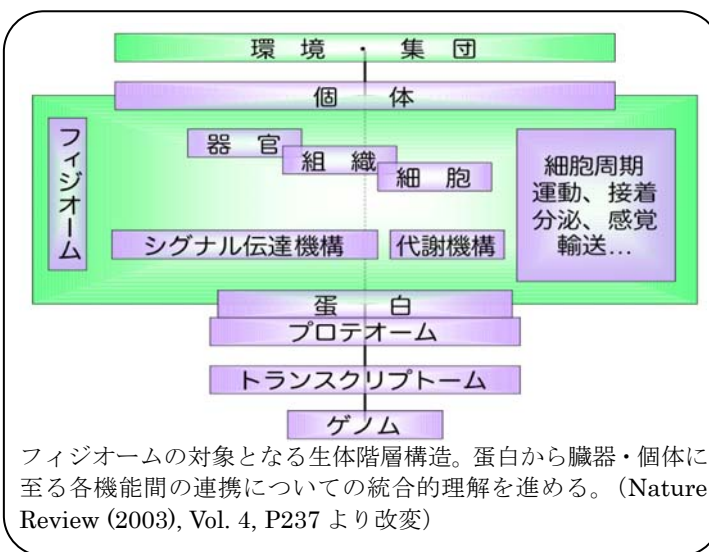 環 境 ・ 集 団
個 体
フィジオーム
器 官
組 織
細 胞
細胞周期
運動、接着
分泌、感覚
輸送…
シグナル伝達機構
代謝機構
蛋 白
プロテオーム
トランスクリプトーム
ゲノム
フィジオームの対象となる生体階層構造。蛋白から臓器・個体に
至る各機能間の連携についての統合的理解を進める。（Nature
Review (2003), Vol. 4, P237 より改変）